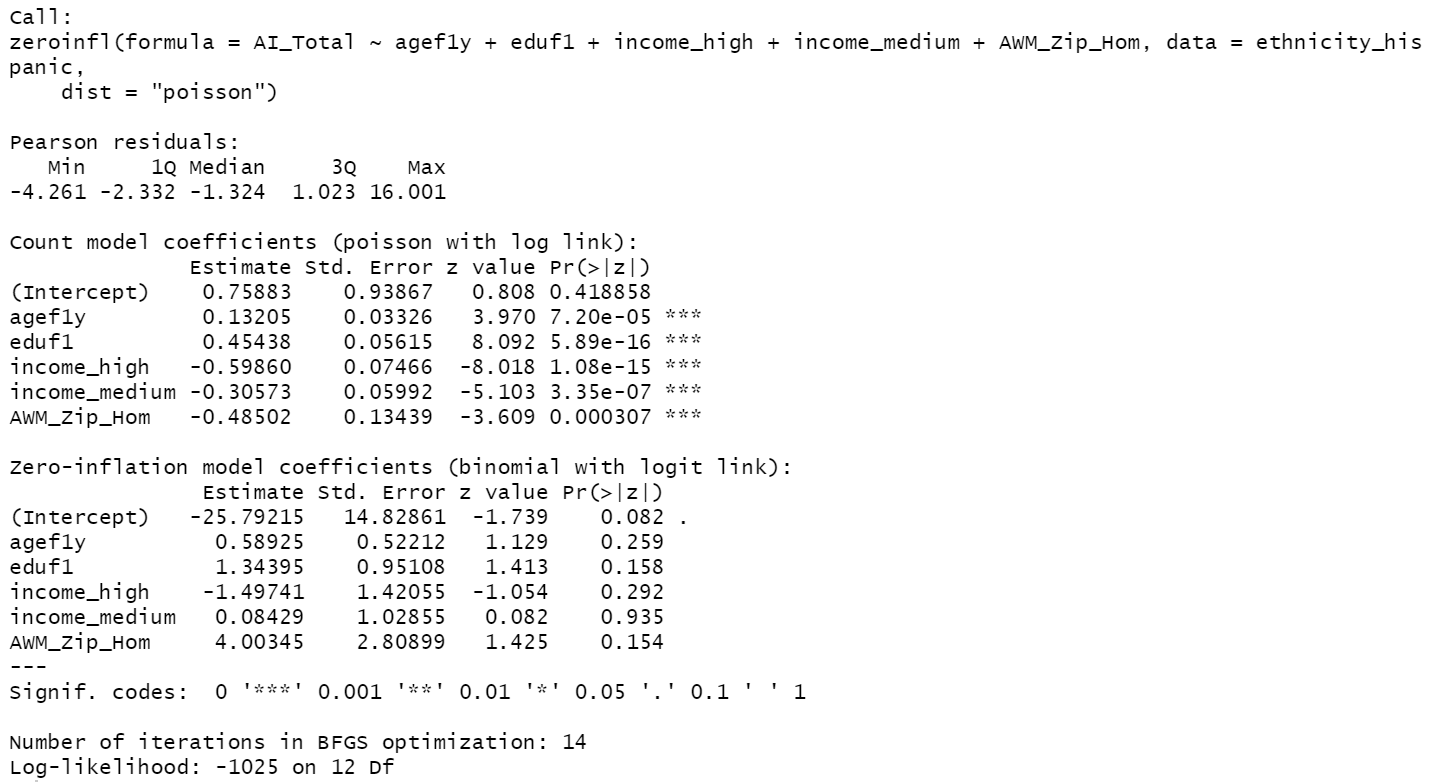 Call:
zeroinfl(formula = AI_Total ~ agef1y + eduf1 + income_high + income_medium + AWM_Zip_Hom, data = ethnicity_his
panic,
    dist = "poisson")

Pearson residuals:
   Min     1Q Median     3Q    Max
-4.261 -2.332 -1.324  1.023 16.001

Count model coefficients (poisson with log link):
              Estimate Std. Error z value Pr(>|z|)
(Intercept)    0.75883    0.93867   0.808 0.418858
agef1y         0.13205    0.03326   3.970 7.20e-05 ***
eduf1          0.45438    0.05615   8.092 5.89e-16 ***
income_high   -0.59860    0.07466  -8.018 1.08e-15 ***
income_medium -0.30573    0.05992  -5.103 3.35e-07 ***
AWM_Zip_Hom   -0.48502    0.13439  -3.609 0.000307 ***

Zero-inflation model coefficients (binomial with logit link):
               Estimate Std. Error z value Pr(>|z|)
(Intercept)   -25.79215   14.82861  -1.739    0.082 .
agef1y          0.58925    0.52212   1.129    0.259
eduf1           1.34395    0.95108   1.413    0.158
income_high    -1.49741    1.42055  -1.054    0.292
income_medium   0.08429    1.02855   0.082    0.935
AWM_Zip_Hom     4.00345    2.80899   1.425    0.154
---
Signif. codes:  0 '***' 0.001 '**' 0.01 '*' 0.05 '.' 0.1 ' ' 1

Number of iterations in BFGS optimization: 14
Log-likelihood: -1025 on 12 Df